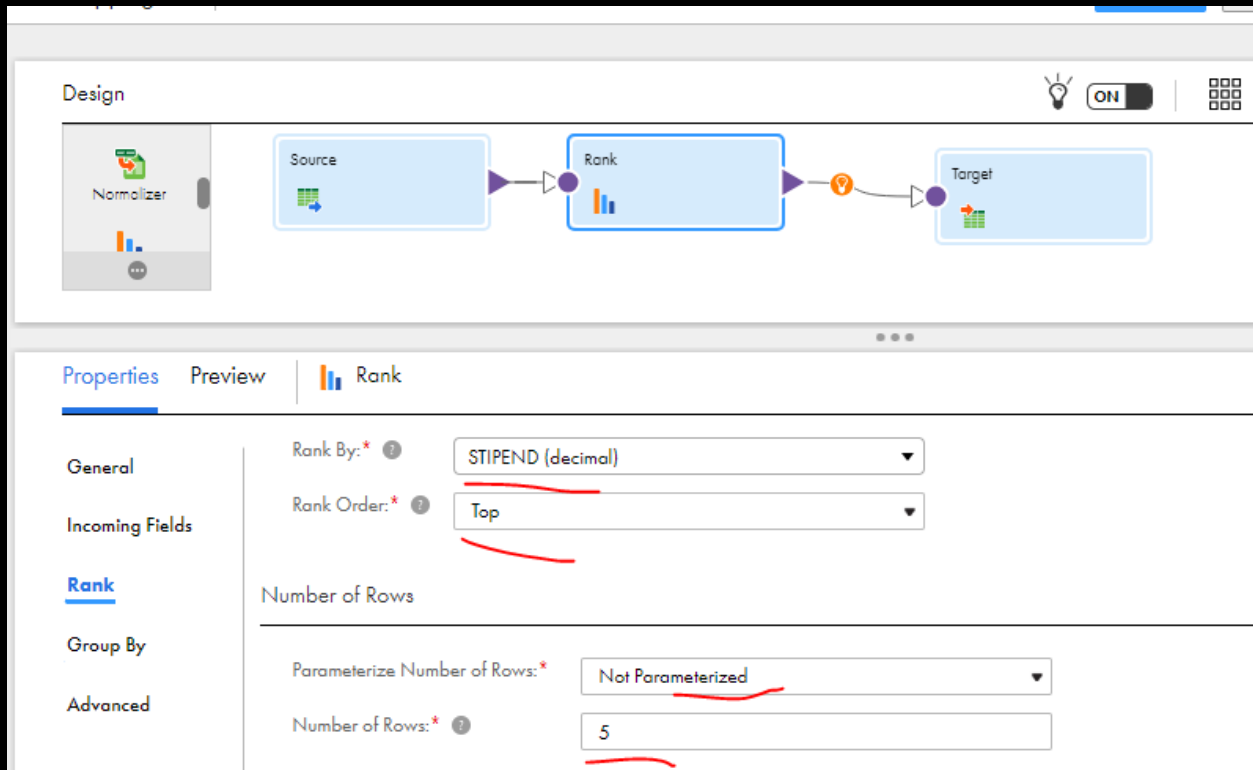 Design
ON
Normalizer
Source
Rank
Target
Properties Preview Rank
General
Incoming Fields
Rank
Group By
Advanced
Rank By:* ?
STIPEND (decimal)
Rank Order:* ?
Top
Number of Rows
Parameterize Number of Rows:*
Not Parameterized
Number of Rows:* ?
5